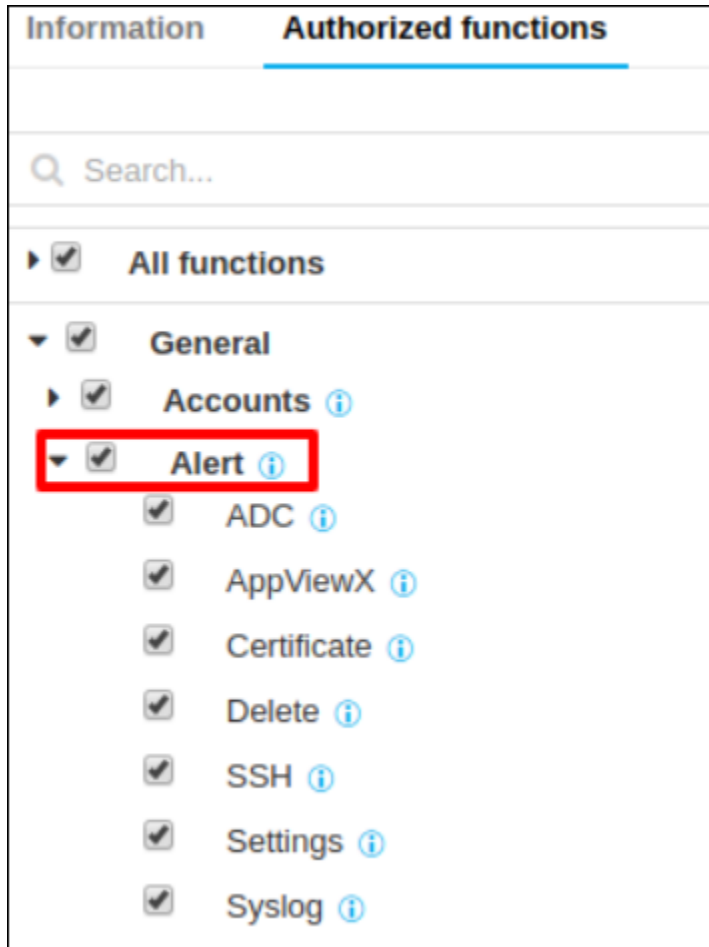 Information Authorized functions
Search...
All functions
General
Accounts
Alert
ADC
AppViewX
Certificate
Delete
SSH
Settings
Syslog